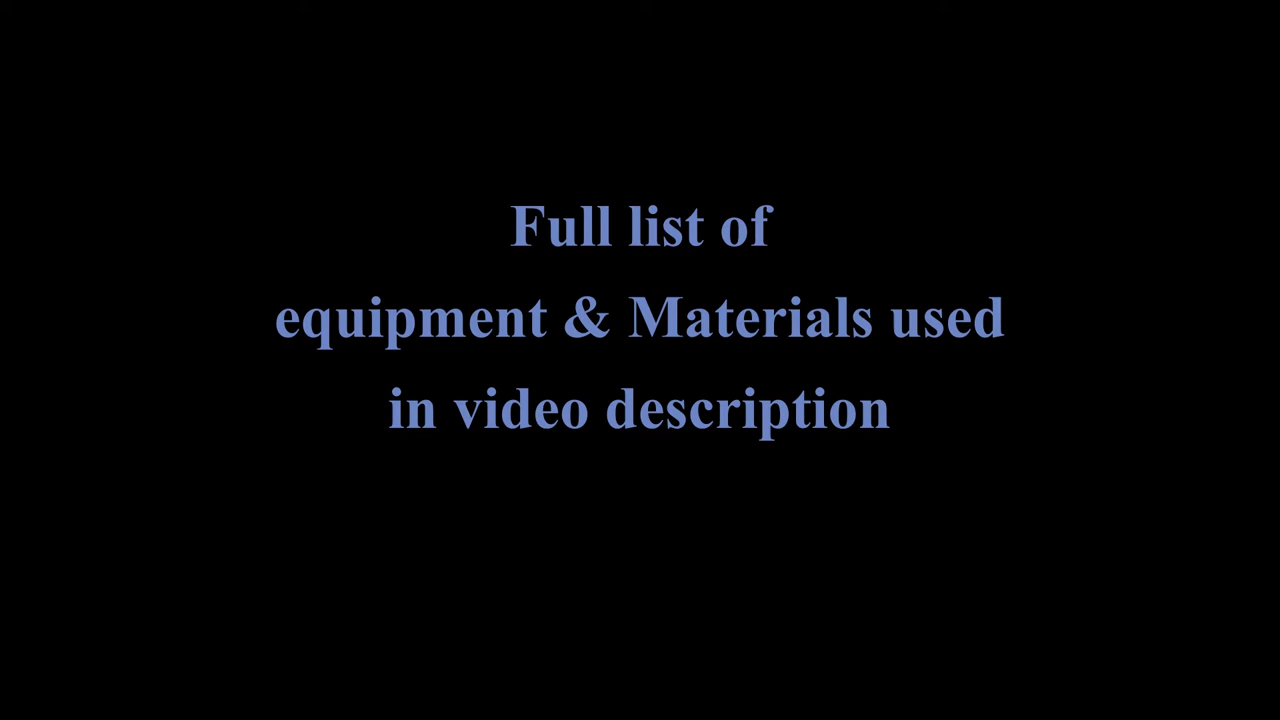 Full list of
equipment & Materials used
in video description